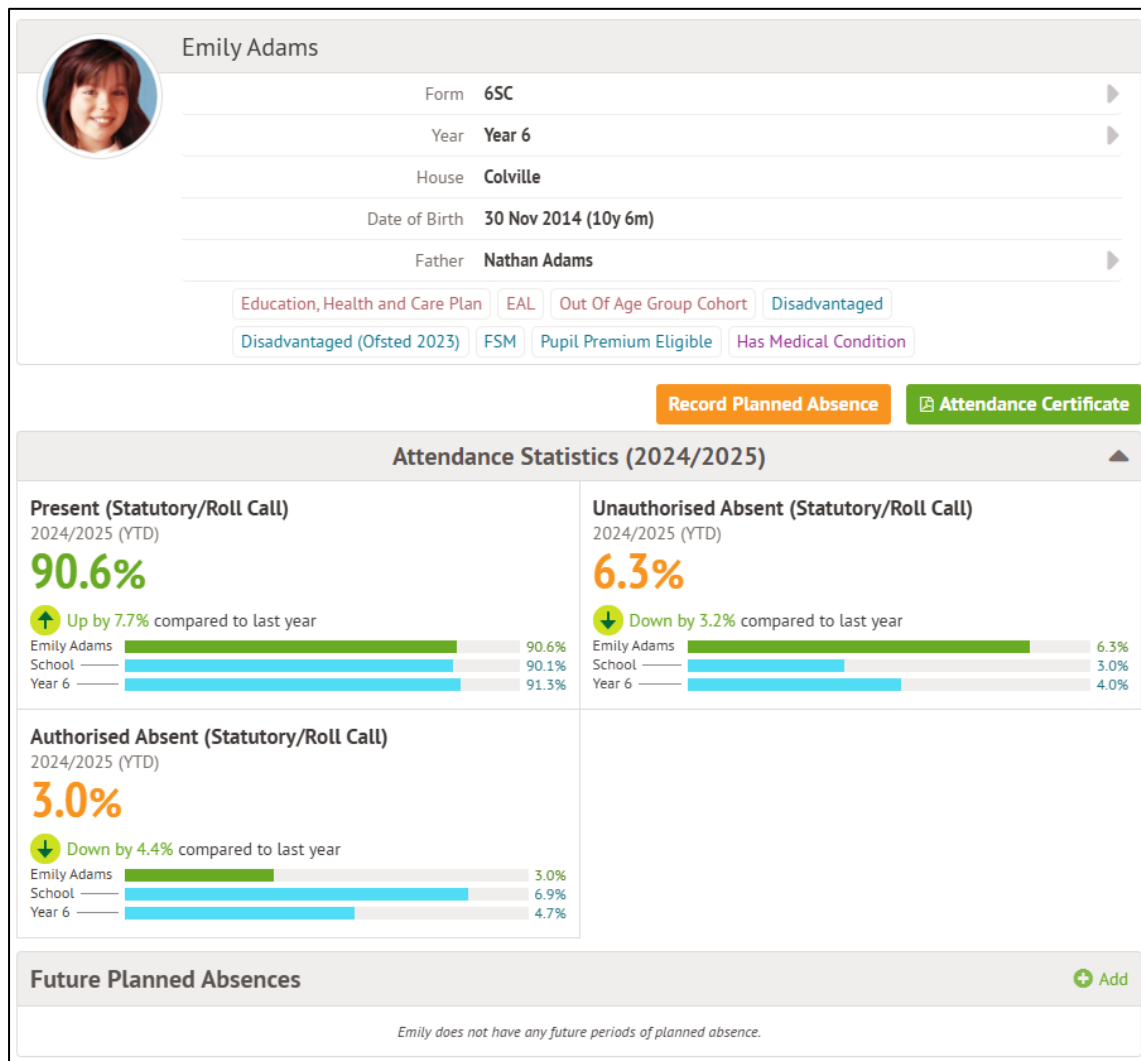 Emily Adams
Form 6SC
Year Year 6
House Colville
Date of Birth 30 Nov 2014 (10y 6m)
Father Nathan Adams
Education, Health and Care Plan EAL Out Of Age Group Cohort Disadvantaged
Disadvantaged (Ofsted 2023) FSM Pupil Premium Eligible Has Medical Condition
Record Planned Absence Attendance Certificate
Attendance Statistics (2024/2025)
Present (Statutory/Roll Call)
2024/2025 (YTD)
90.6%
Up by 7.7% compared to last year
Emily Adams 90.6%
School 90.1%
Year 6 91.3%
Unauthorised Absent (Statutory/Roll Call)
2024/2025 (YTD)
6.3%
Down by 3.2% compared to last year
Emily Adams 6.3%
School 3.0%
Year 6 4.0%
Authorised Absent (Statutory/Roll Call)
2024/2025 (YTD)
3.0%
Down by 4.4% compared to last year
Emily Adams 3.0%
School 6.9%
Year 6 4.7%
Future Planned Absences Add
Emily does not have any future periods of planned absence.